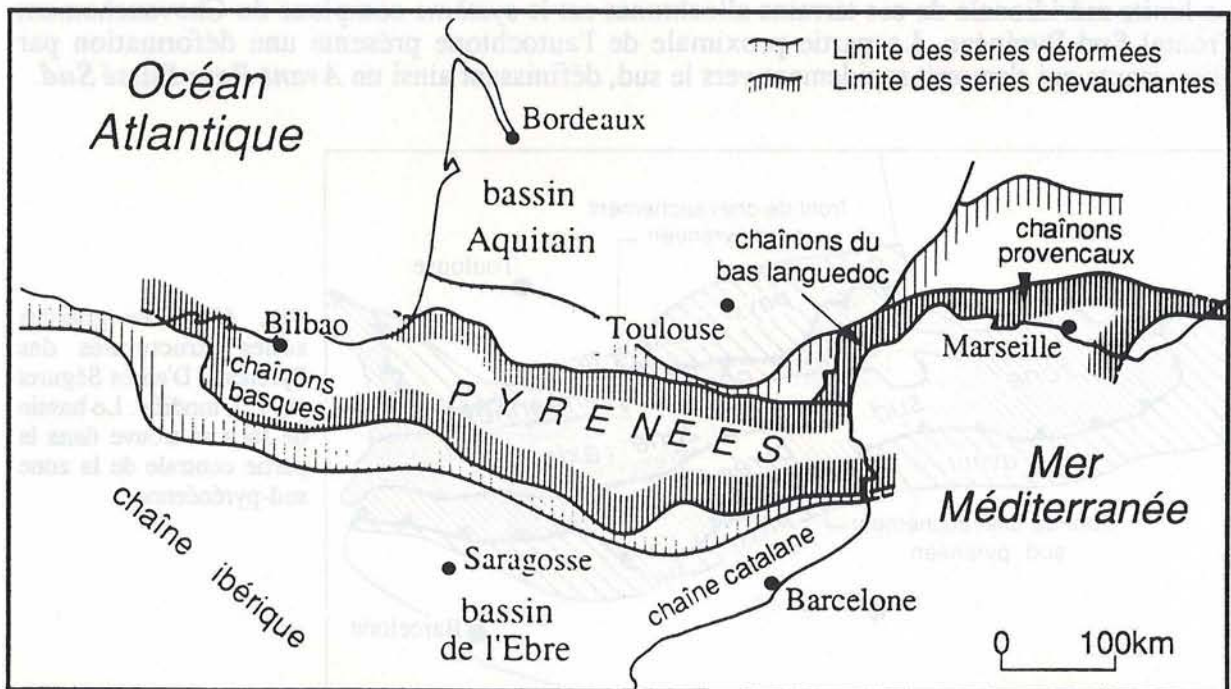 Limite des séries déformées
Limite des séries chevauchantes
Océan
Atlantique
Bordeaux
bassin
Aquitain
chaînons du
bas languedoc
chaînons
provencaux
Toulouse
Marseille
Bilbao
chaînons
basques
PYRENEES
Mer
Méditerranée
chaîne
ibérique
Saragosse
chaîne catalane
Barcelone
bassin
de l'Ebre
0 100km